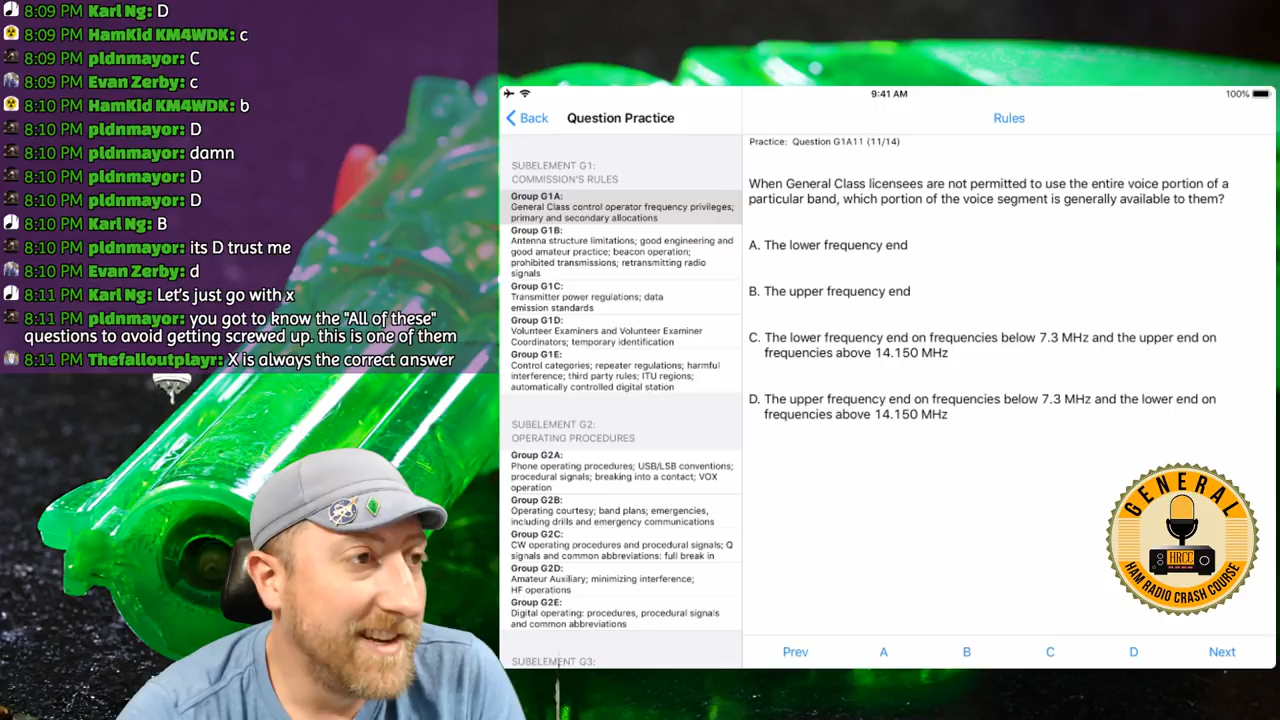 8:09 PM Karl Ng: D
8:09 PM HamKid KM4WDK: c
8:09 PM pldnmayor: C
8:09 PM Evan Zerby: c
8:10 PM HamKid KM4WDK: b
8:10 PM pldnmayor: D
8:10 PM pldnmayor: damn
8:10 PM pldnmayor: D
8:10 PM pldnmayor: D
8:10 PM Karl Ng: B
8:10 PM pldnmayor: its D trust me
8:10 PM Evan Zerby: d
8:11 PM Karl Ng: Let's just go with x
8:11 PM pldnmayor: you got to know the "All of these"
questions to avoid getting screwed up. this is one of them
8:11 PM Thefalloutplayr: X is always the correct answer
9:41 AM
100%
Back
Question Practice
Rules
SUBELEMENT G1:
COMMISSION'S RULES
Group G1A:
General Class control operator frequency privileges;
primary and secondary allocations
Group G1B:
Antenna structure limitations; good engineering and
good amateur practice; beacon operation;
prohibited transmissions; retransmitting radio
signals
Group G1C:
Transmitter power regulations; data
emission standards
Group G1D:
Volunteer Examiners and Volunteer Examiner
Coordinators; temporary identification
Group G1E:
Control categories; repeater regulations; harmful
interference; third party rules; ITU regions;
automatically controlled digital station
SUBELEMENT G2:
OPERATING PROCEDURES
Group G2A:
Phone operating procedures; USB/LSB conventions;
procedural signals; breaking into a contact; VOX
operation
Group G2B:
Operating courtesy; band plans; emergencies,
including drills and emergency communications
Group G2C:
CW operating procedures and procedural signals; Q
signals and common abbreviations: full break in
Group G2D:
Amateur Auxiliary; minimizing interference;
HF operations
Group G2E:
Digital operating: procedures, procedural signals
and common abbreviations
SUBELEMENT G3:
Practice: Question G1A11 (11/14)
When General Class licensees are not permitted to use the entire voice portion of a
particular band, which portion of the voice segment is generally available to them?
A. The lower frequency end
B. The upper frequency end
C. The lower frequency end on frequencies below 7.3 MHz and the upper end on
frequencies above 14.150 MHz
D. The upper frequency end on frequencies below 7.3 MHz and the lower end on
frequencies above 14.150 MHz
GENERAL
HRCC
HAM RADIO CRASH COURSE
Prev
A
B
C
D
Next